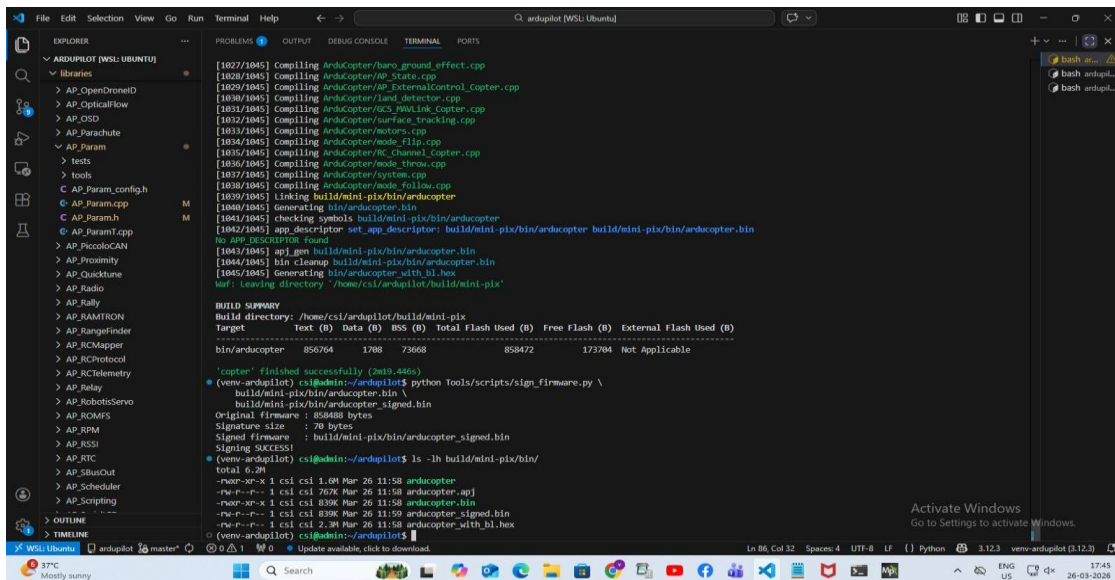 File Edit Selection View Go Run Terminal Help
ardupilot [WSL: Ubuntu]
EXPLORER
ARDUPILOT [WSL: UBUNTU]
libraries
AP_OpenDroneID
AP_OpticalFlow
AP_OSD
AP_Parachute
AP_Param
tests
tools
AP_Param_config.h
AP_Param.cpp M
AP_Param.h M
AP_ParamT.cpp
AP_PiccoloCAN
AP_Proximity
AP_Quicktune
AP_Radio
AP_Rally
AP_RAMTRON
AP_RangeFinder
AP_RCMapper
AP_RCProtocol
AP_RCTelemetry
AP_Relay
AP_RobotisServo
AP_ROMFS
AP_RPM
AP_RSSI
AP_RTC
AP_SBusOut
AP_Scheduler
AP_Scripting
OUTLINE
TIMELINE
PROBLEMS 1 OUTPUT DEBUG CONSOLE TERMINAL PORTS
[1027/1045] Compiling ArduCopter/baro_ground_effect.cpp
[1028/1045] Compiling ArduCopter/AP_State.cpp
[1029/1045] Compiling ArduCopter/AP_ExternalControl_Copter.cpp
[1030/1045] Compiling ArduCopter/land_detector.cpp
[1031/1045] Compiling ArduCopter/GCS_MAVLink_Copter.cpp
[1032/1045] Compiling ArduCopter/surface_tracking.cpp
[1033/1045] Compiling ArduCopter/motors.cpp
[1034/1045] Compiling ArduCopter/mode_flip.cpp
[1035/1045] Compiling ArduCopter/RC_Channel_Copter.cpp
[1036/1045] Compiling ArduCopter/mode_throw.cpp
[1037/1045] Compiling ArduCopter/system.cpp
[1038/1045] Compiling ArduCopter/mode_follow.cpp
[1039/1045] Linking build/mini-pix/bin/arducopter
[1040/1045] Generating bin/arducopter.bin
[1041/1045] checking symbols build/mini-pix/bin/arducopter
[1042/1045] app_descriptor set_app_descriptor: build/mini-pix/bin/arducopter build/mini-pix/bin/arducopter.bin
No APP_DESCRIPTOR found
[1043/1045] apj_gen build/mini-pix/bin/arducopter.bin
[1044/1045] bin cleanup build/mini-pix/bin/arducopter.bin
[1045/1045] Generating bin/arducopter_with_bl.hex
Waf: Leaving directory `/home/csi/ardupilot/build/mini-pix'
BUILD SUMMARY
Build directory: /home/csi/ardupilot/build/mini-pix
Target Text (B) Data (B) BSS (B) Total Flash Used (B) Free Flash (B) External Flash Used (B)
bin/arducopter 856764 1708 73668 858472 173704 Not Applicable
'copter' finished successfully (2m19.446s)
(venv-ardupilot) csi@admin:~/ardupilot$ python Tools/scripts/sign_firmware.py \
build/mini-pix/bin/arducopter.bin \
build/mini-pix/bin/arducopter_signed.bin
Original firmware : 858488 bytes
Signature size : 70 bytes
Signed firmware : build/mini-pix/bin/arducopter_signed.bin
Signing SUCCESS!
(venv-ardupilot) csi@admin:~/ardupilot$ ls -lh build/mini-pix/bin/
total 6.2M
-rwxr-xr-x 1 csi csi 1.6M Mar 26 11:58 arducopter
-rw-r--r-- 1 csi csi 767K Mar 26 11:58 arducopter.apj
-rwxr-xr-x 1 csi csi 839K Mar 26 11:58 arducopter.bin
-rw-r--r-- 1 csi csi 839K Mar 26 11:59 arducopter_signed.bin
-rw-r--r-- 1 csi csi 2.3M Mar 26 11:58 arducopter_with_bl.hex
(venv-ardupilot) csi@admin:~/ardupilot$
bash ar...
bash ardupil...
bash ardupil...
Activate Windows
Go to Settings to activate Windows.
WSL: Ubuntu ardupilot master* 0 1 0 Update available, click to download. Ln 86, Col 32 Spaces: 4 UTF-8 LF { } Python 3.12.3 venv-ardupilot (3.12.3)
37°C
Mostly sunny
Search
ENG
US
17:45
26-03-2026